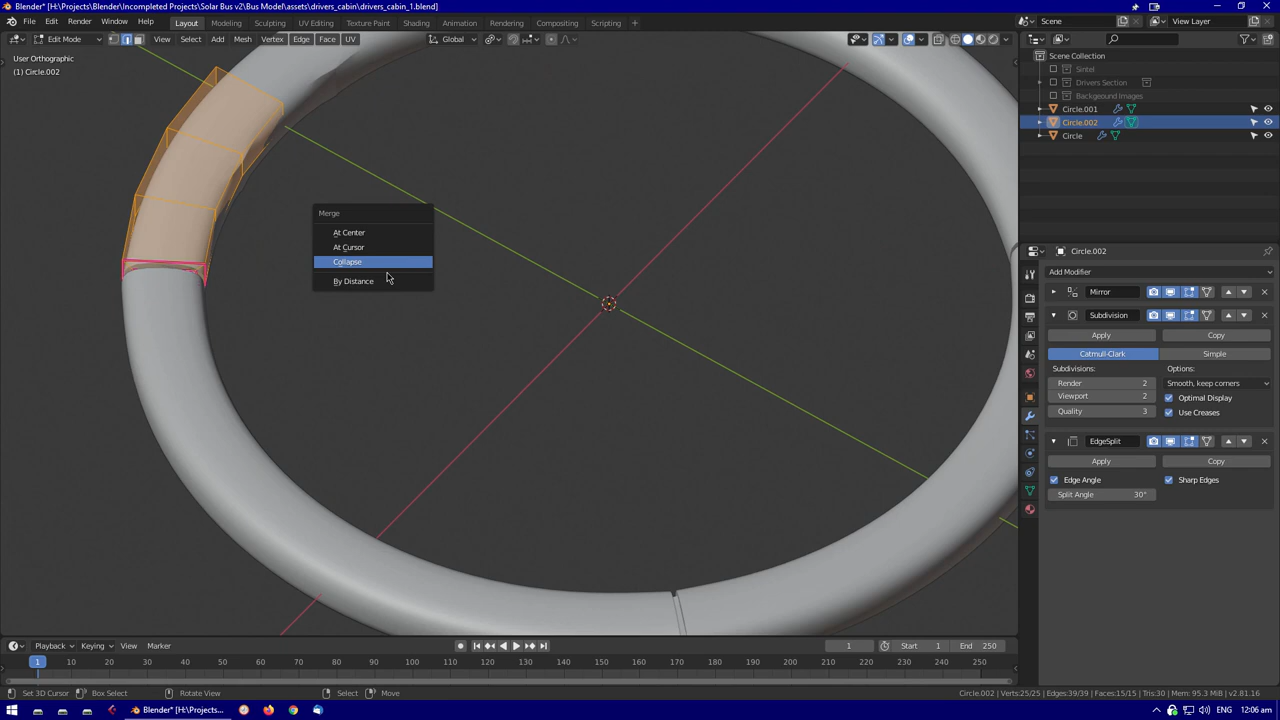 Blender* [H:\Projects\Incompleted Projects\Solar Bus v2\Bus Model\assets\drivers_cabin\drivers_cabin_1.blend]
File Edit Render Window Help Layout Modeling Sculpting UV Editing Texture Paint Shading Animation Rendering Compositing Scripting Scene View Layer
Edit Mode View Select Add Mesh Vertex Edge Face UV Global
User Orthographic
(1) Circle.002
Scene Collection
Sintel
Drivers Section
Backgeound Images
Circle.001
Circle.002
Circle
Merge
At Center
At Cursor
Collapse
By Distance
Circle.002
Add Modifier
Mirror
Subdivision
Apply Copy
Catmull-Clark Simple
Subdivisions: Options:
Render 2 Smooth, keep corners
Viewport 2 Optimal Display
Quality 3 Use Creases
EdgeSplit
Apply Copy
Edge Angle Sharp Edges
Split Angle 30°
Playback Keying View Marker 1 Start 1 End 250
1 10 20 30 40 50 60 70 80 90 100 110 120 130 140 150 160 170 180 190 200 210 220 230 240 250
Set 3D Cursor Box Select Rotate View Select Move Circle.002 | Verts:25/25 | Edges:39/39 | Faces:15/15 | Tris:30 | Mem: 95.3 MiB | v2.81.16
Blender* [H:\Projects... ENG 12:06 am